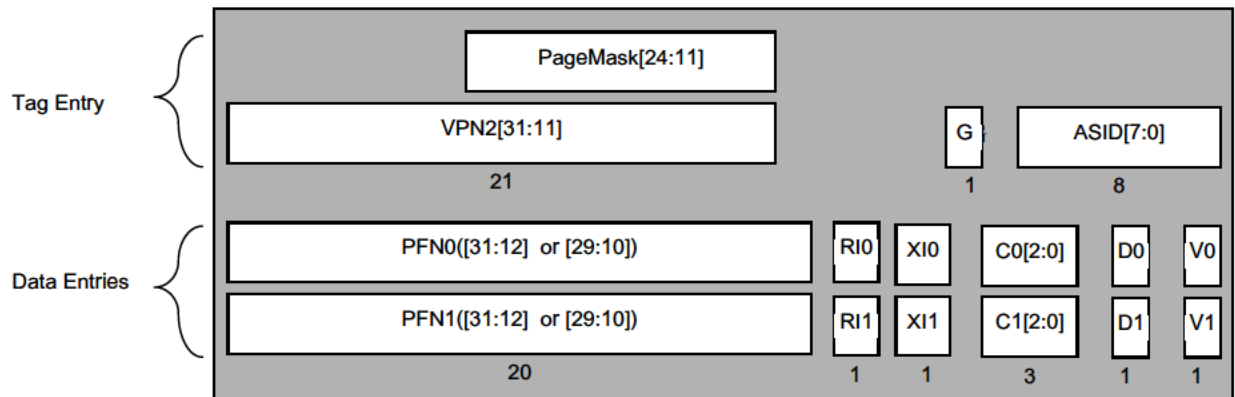 PageMask[24:11]
Tag Entry
VPN2[31:11]
G
ASID[7:0]
21
1
8
PFN0([31:12] or [29:10])
RI0
XI0
C0[2:0]
D0
V0
Data Entries
PFN1([31:12] or [29:10])
RI1
XI1
C1[2:0]
D1
V1
20
1
1
3
1
1